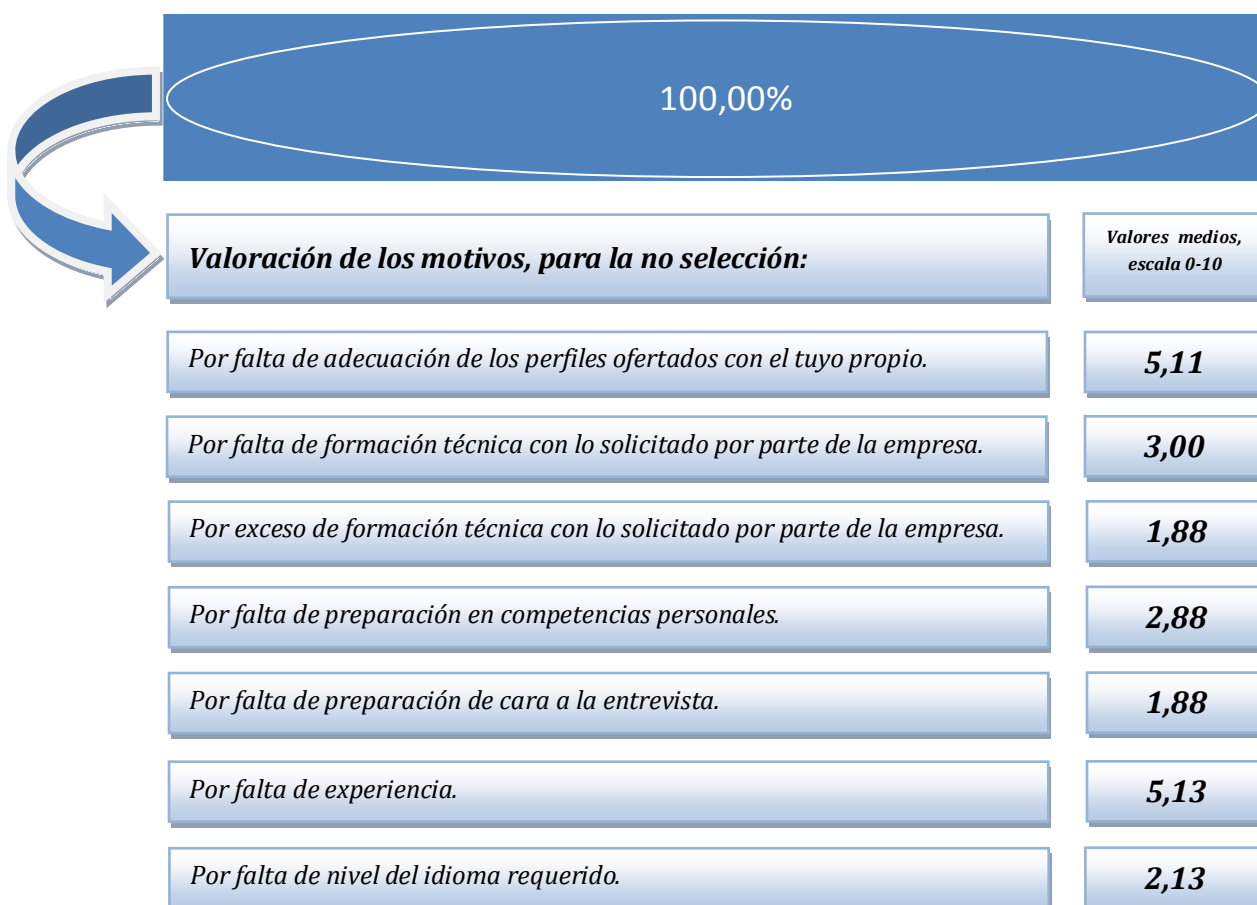 100,00%
Valoración de los motivos, para la no selección:
Valores medios,
escala 0-10
Por falta de adecuación de los perfiles ofertados con el tuyo propio.
5,11
Por falta de formación técnica con lo solicitado por parte de la empresa.
3,00
Por exceso de formación técnica con lo solicitado por parte de la empresa.
1,88
Por falta de preparación en competencias personales.
2,88
Por falta de preparación de cara a la entrevista.
1,88
Por falta de experiencia.
5,13
Por falta de nivel del idioma requerido.
2,13